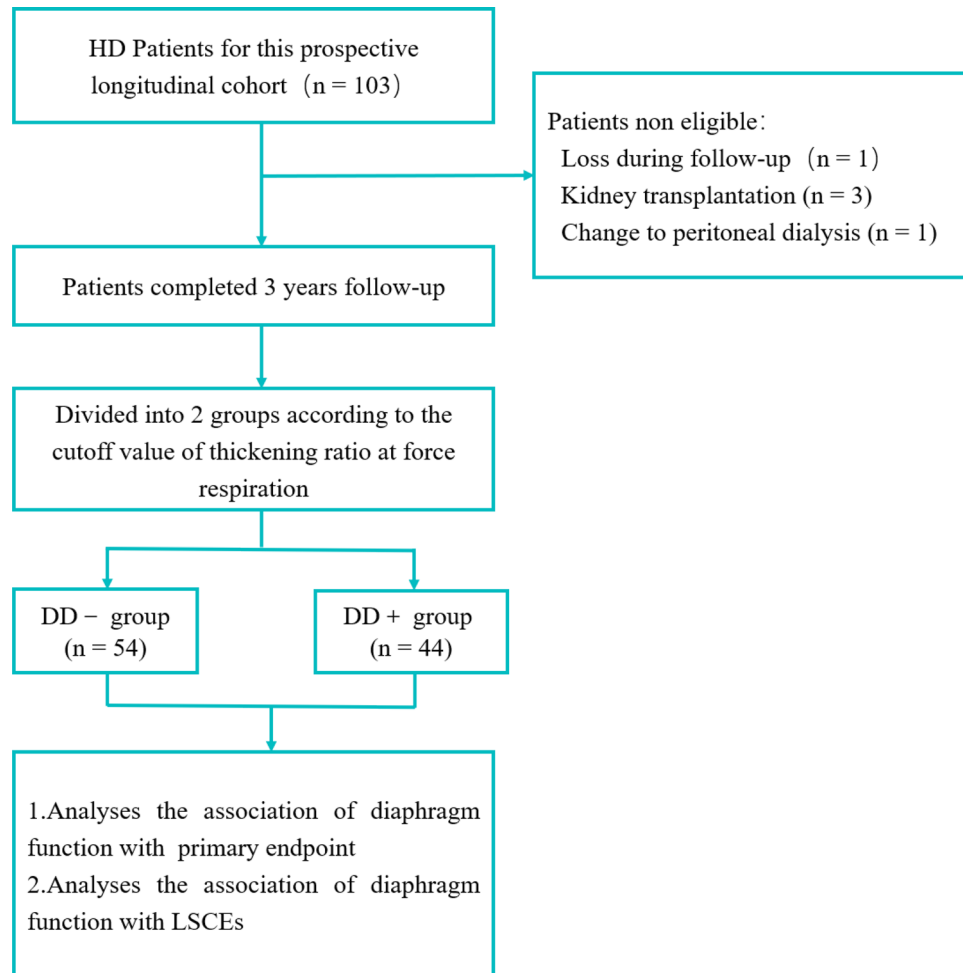 HD Patients for this prospective
longitudinal cohort（n = 103）
Patients non eligible：
Loss during follow-up （n = 1）
Kidney transplantation (n = 3)
Change to peritoneal dialysis (n = 1)
Patients completed 3 years follow-up
Divided into 2 groups according to the
cutoff value of thickening ratio at force
respiration
DD − group
(n = 54)
DD + group
(n = 44)
1.Analyses the association of diaphragm
function with primary endpoint
2.Analyses the association of diaphragm
function with LSCEs